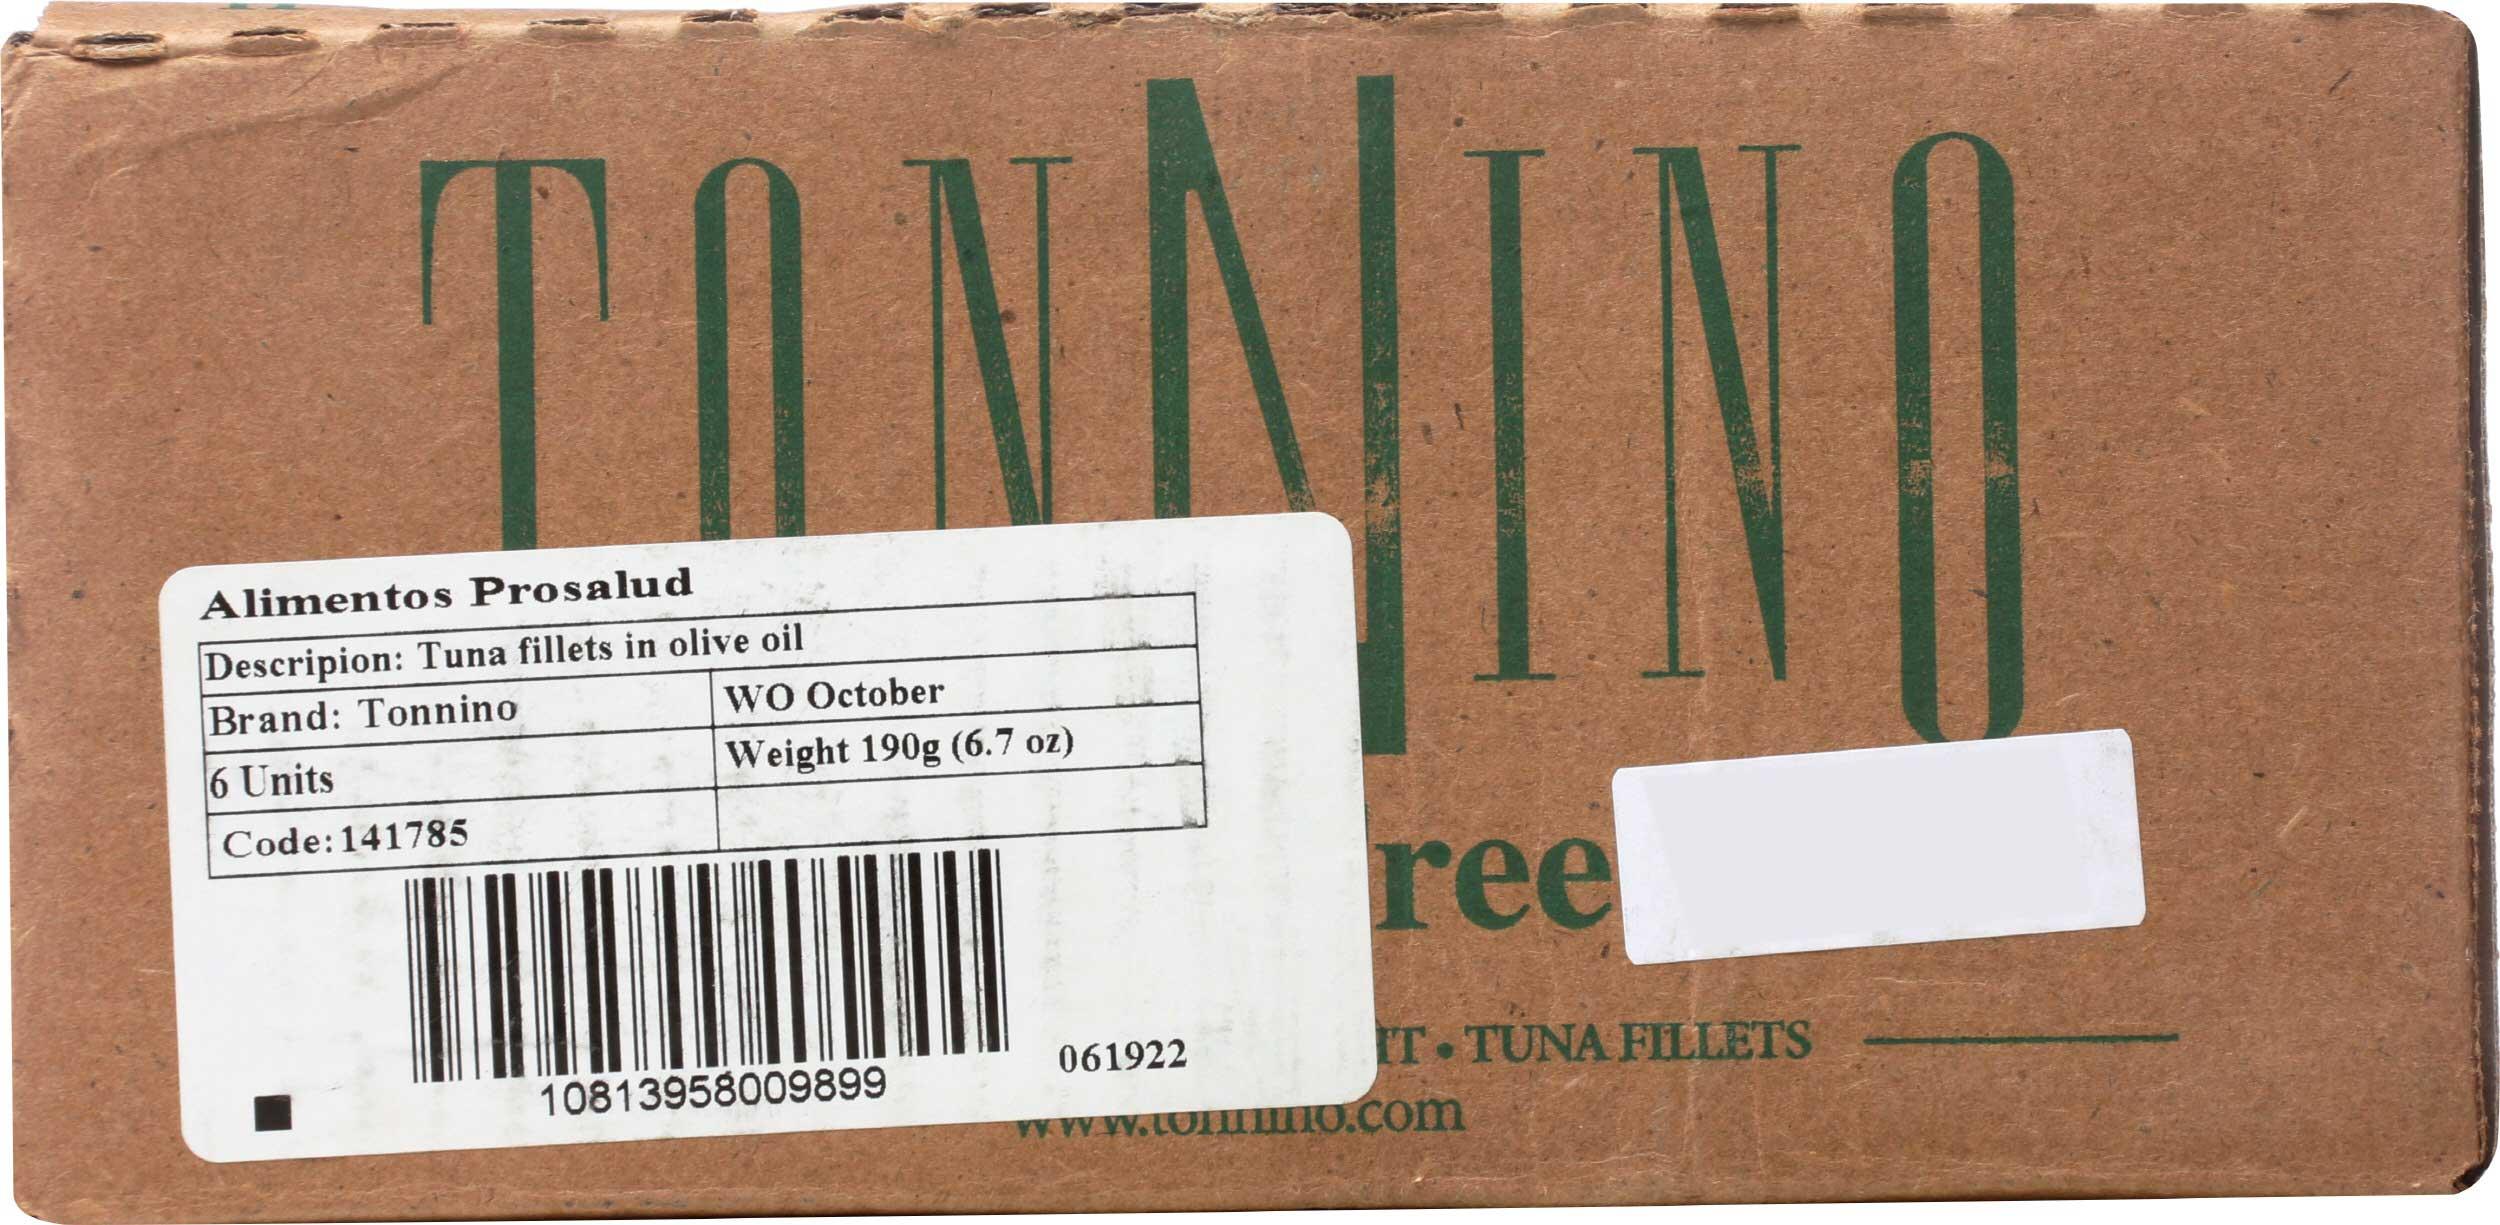 TONNINO
Alimentos Prosalud
Descripion: Tuna fillets in olive oil
Brand: Tonnino
WO October
6 Units
Weight 190g (6.7 oz)
Code:141785
10813958009899
061922
TUNA FILLETS
www.tonnino.com